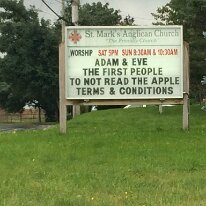 St. Mark's Anglican Church
"The Friendly Church"
WORSHIP SAT 5PM SUN 8:30AM & 10:30AM
ADAM & EVE
THE FIRST PEOPLE
TO NOT READ THE APPLE
TERMS & CONDITIONS